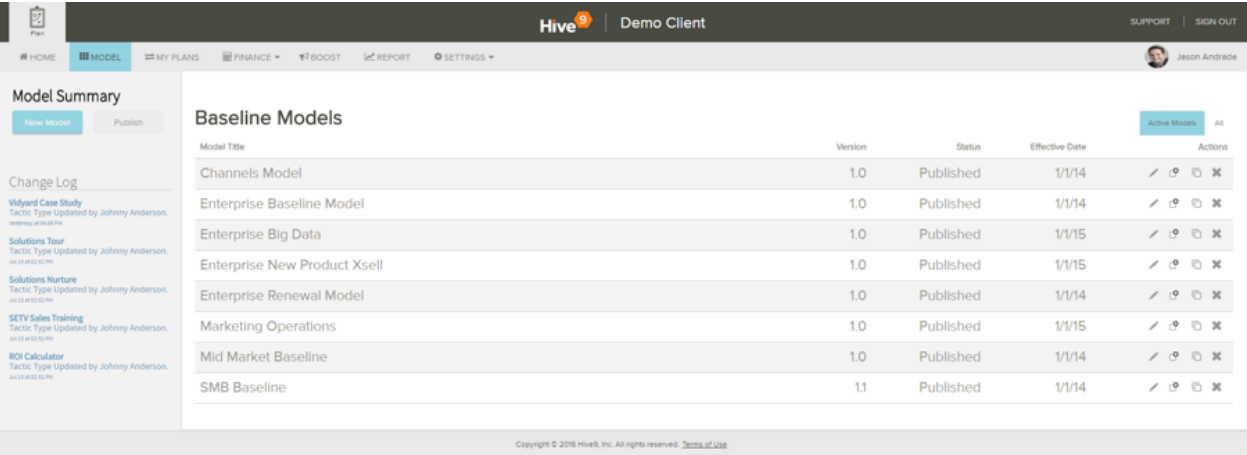 Plan
Hive9 | Demo Client
SUPPORT | SIGN OUT
HOME MODEL MY PLANS FINANCE BOOST REPORT SETTINGS
Jeson Andrade
Model Summary
New Model Publish
Change Log
Vidyard Case Study
Tactic Type Updated by Johnny Anderson.
Solutions Tour
Tactic Type Updated by Johnny Anderson.
Solutions Nurture
Tactic Type Updated by Johnny Anderson.
SETV Sales Training
Tactic Type Updated by Johnny Anderson.
ROI Calculator
Tactic Type Updated by Johnny Anderson.
Baseline Models
Active Models All
Model Title Version Status Effective Date Actions
Channels Model 1.0 Published 1/1/14
Enterprise Baseline Model 1.0 Published 1/1/14
Enterprise Big Data 1.0 Published 1/1/15
Enterprise New Product Xsell 1.0 Published 1/1/15
Enterprise Renewal Model 1.0 Published 1/1/14
Marketing Operations 1.0 Published 1/1/15
Mid Market Baseline 1.0 Published 1/1/14
SMB Baseline 1.1 Published 1/1/14
Copyright © 2016 Hive9, Inc. All rights reserved. Terms of Use